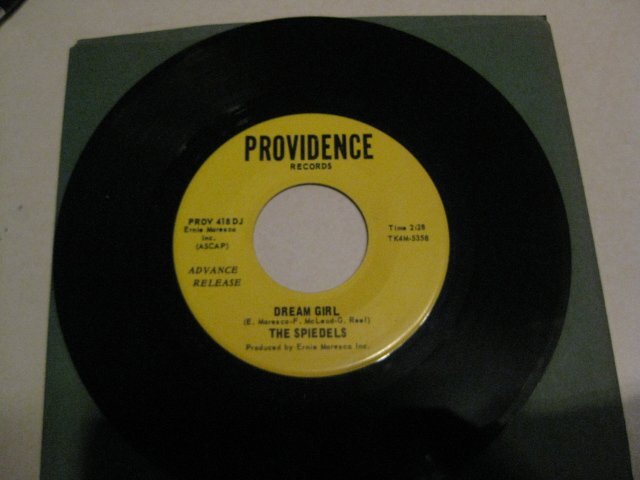 PROVIDENCE
RECORDS
PROV 418 DJ
Ernie Maresca
Inc.
(ASCAP)
Time 2:28
TK4M-5358
ADVANCE
RELEASE
DREAM GIRL
(E. Maresca-P. McLeod-G. Real)
THE SPIEDELS
Produced by Ernie Maresca Inc.